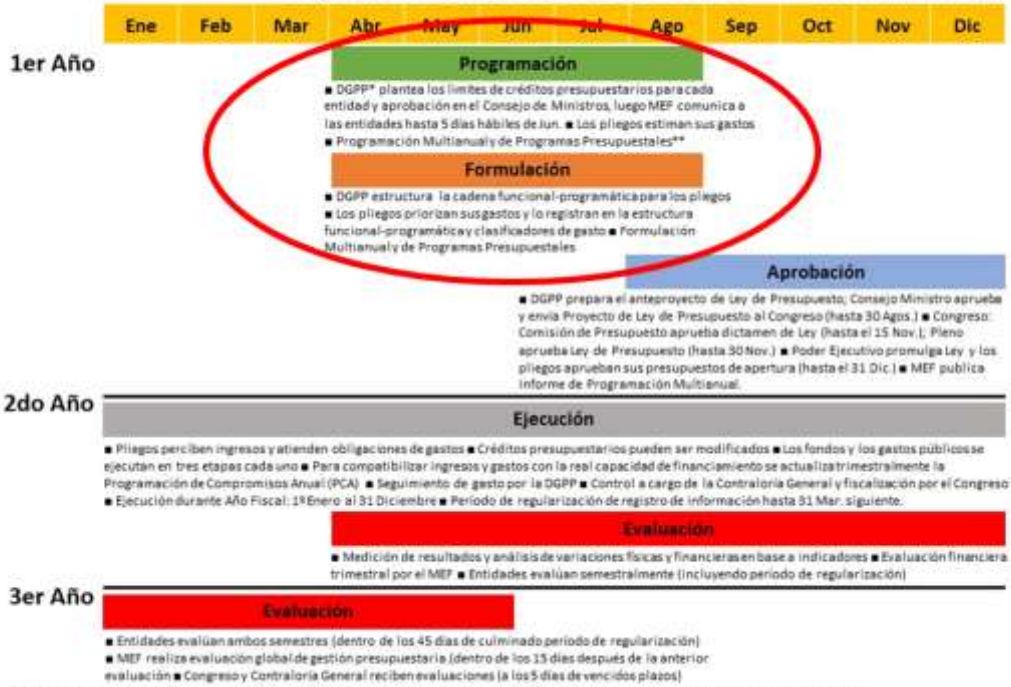 Ene Feb Mar Abr May Jun Jul Ago Sep Oct Nov Dic
1er Año
Programación
■ DGPP* plantea los limites de créditos presupuestarios para cada
entidad y aprobación en el Consejo de Ministros, luego MEF comunica a
las entidades hasta 5 días hábiles de Jun. ■ Los pliegos estiman sus gastos
■ Programación Multianual y de Programas Presupuestales**
Formulación
■ DGPP estructura la cadena funcional-programática para los pliegos
■ Los pliegos priorizan sus gastos y lo registran en la estructura
funcional-programática y clasificadores de gasto ■ Formulación
Multianual y de Programas Presupuestales
Aprobación
■ DGPP prepara el anteproyecto de Ley de Presupuesto; Consejo Ministro aprueba
y envia Proyecto de Ley de Presupuesto al Congreso (hasta 30 Agos.) ■ Congreso:
Comisión de Presupuesto aprueba dictamen de Ley (hasta el 15 Nov.); Pleno
aprueba Ley de Presupuesto (hasta 30 Nov.) ■ Poder Ejecutivo promulga Ley y los
pliegos aprueban sus presupuestos de apertura (hasta el 31 Dic.) ■ MEF publica
Informe de Programación Multianual.
2do Año
Ejecución
■ Pliegos perciben ingresos y atienden obligaciones de gastos ■ Créditos presupuestarios pueden ser modificados ■ Los fondos y los gastos públicos se
ejecutan en tres etapas cada uno ■ Para compatibilizar ingresos y gastos con la real capacidad de financiamiento se actualiza trimestralmente la
Programación de Compromisos Anual (PCA) ■ Seguimiento de gasto por la DGPP ■ Control a cargo de la Contraloría General y fiscalización por el Congreso
■ Ejecución durante Año Fiscal: 1º Enero al 31 Diciembre ■ Período de regularización de registro de información hasta 31 Mar. siguiente.
Evaluación
■ Medición de resultados y análisis de variaciones físicas y financieras en base a indicadores ■ Evaluación financiera
trimestral por el MEF ■ Entidades evalúan semestralmente (incluyendo período de regularización)
3er Año
Evaluación
■ Entidades evalúan ambos semestres (dentro de los 45 días de culminado período de regularización)
■ MEF realiza evaluación global de gestión presupuestaria (dentro de los 15 días después de la anterior
evaluación ■ Congreso y Contraloría General reciben evaluaciones (a los 5 días de vencidos plazos)